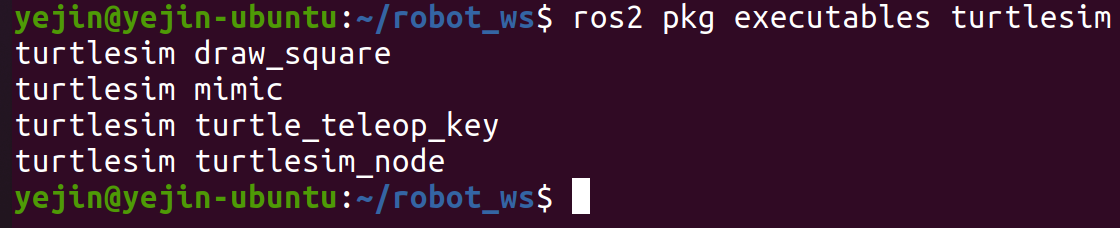 yejin@yejin-ubuntu:~/robot_ws$ ros2 pkg executables turtlesim
turtlesim draw_square
turtlesim mimic
turtlesim turtle_teleop_key
turtlesim turtlesim_node
yejin@yejin-ubuntu:~/robot_ws$